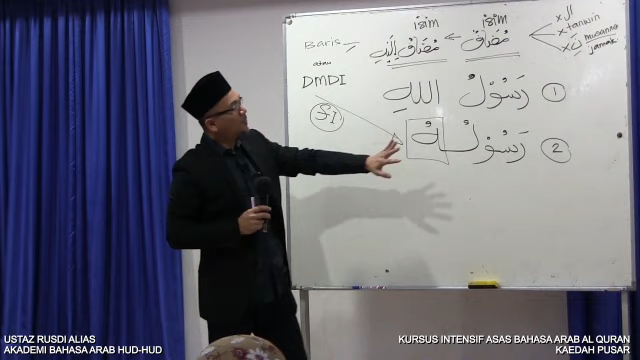 isim isim
x ال
x tanwin
x نَ musanna
jamak
Baris ـِ مُضَافٌ إِلَيْهِ ← مُضَافٌ
atau
DMDI
رَسُوْلُ اللهِ 1
رَسُوْلُـهُ 2
USTAZ RUSDI ALIAS
AKADEMI BAHASA ARAB HUD-HUD
KURSUS INTENSIF ASAS BAHASA ARAB AL QURAN
KAEDAH PUSAR